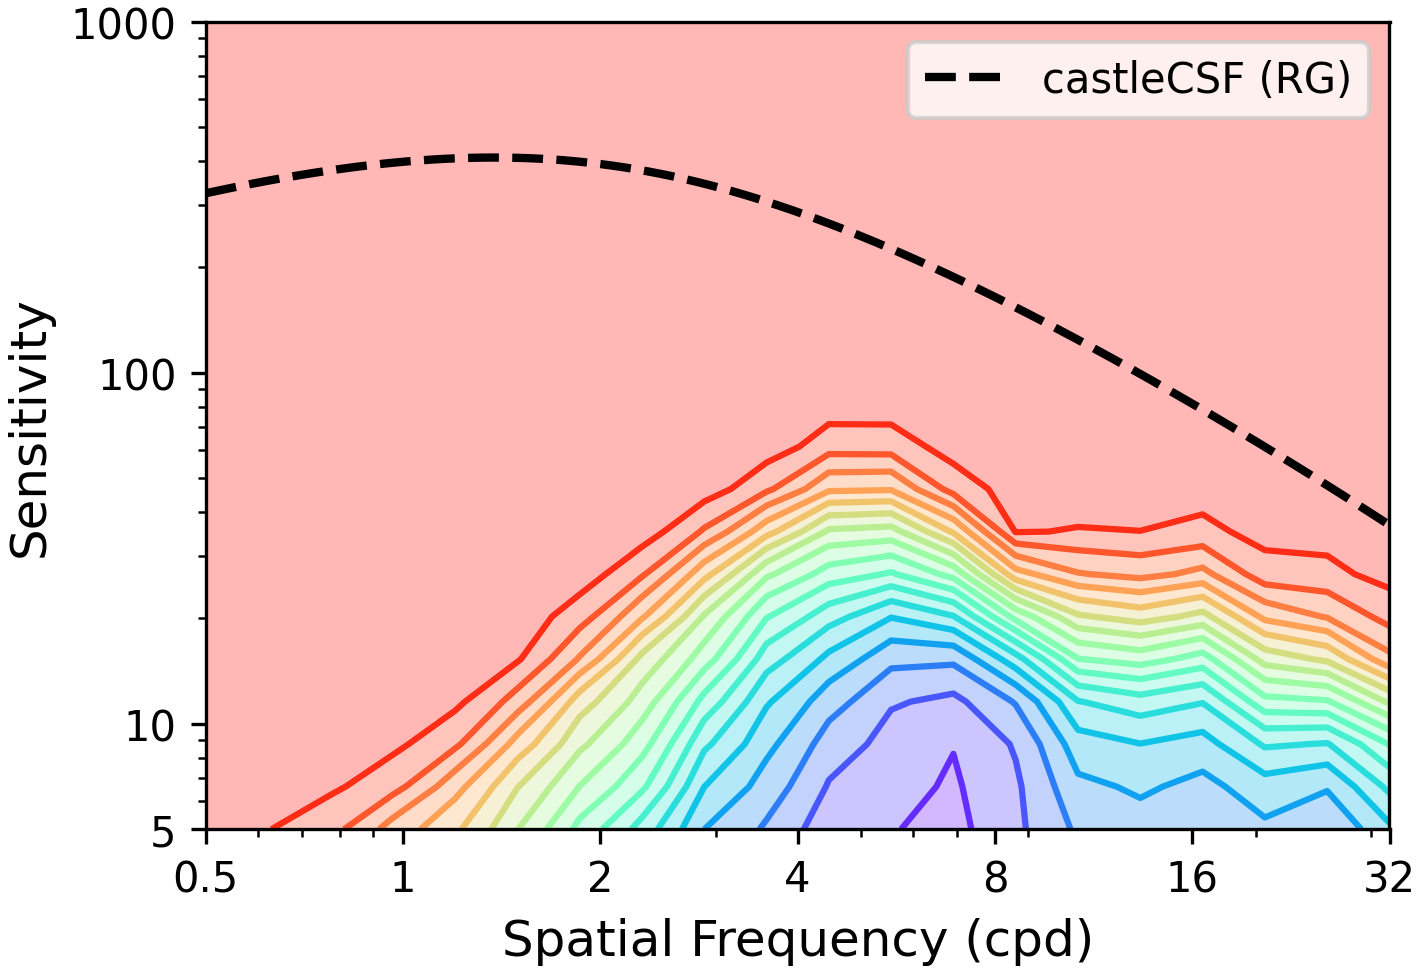 1000
castleCSF (RG)
100
Sensitivity
10
5
0.5 1 2 4 8 16 32
Spatial Frequency (cpd)